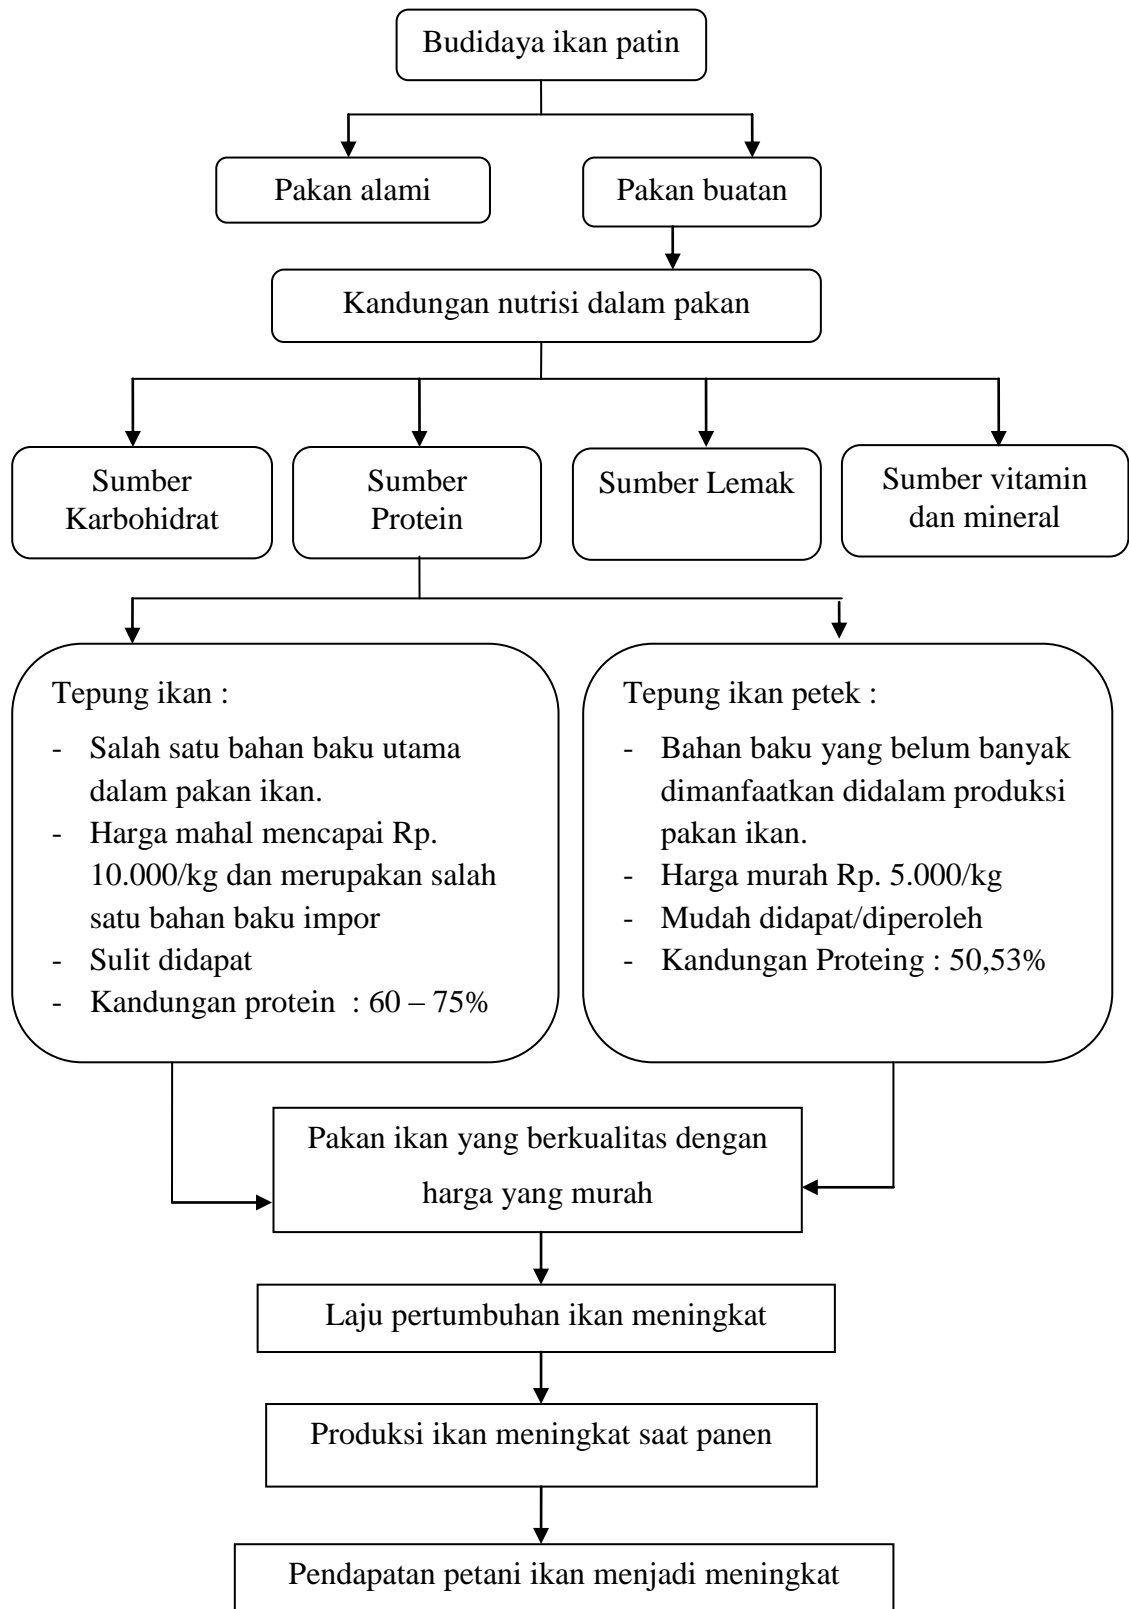 Budidaya ikan patin
Pakan alami
Pakan buatan
Kandungan nutrisi dalam pakan
Sumber
Karbohidrat
Sumber
Protein
Sumber Lemak
Sumber vitamin
dan mineral
Tepung ikan :
- Salah satu bahan baku utama
dalam pakan ikan.
- Harga mahal mencapai Rp.
10.000/kg dan merupakan salah
satu bahan baku impor
- Sulit didapat
- Kandungan protein : 60 – 75%
Tepung ikan petek :
- Bahan baku yang belum banyak
dimanfaatkan didalam produksi
pakan ikan.
- Harga murah Rp. 5.000/kg
- Mudah didapat/diperoleh
- Kandungan Proteing : 50,53%
Pakan ikan yang berkualitas dengan
harga yang murah
Laju pertumbuhan ikan meningkat
Produksi ikan meningkat saat panen
Pendapatan petani ikan menjadi meningkat